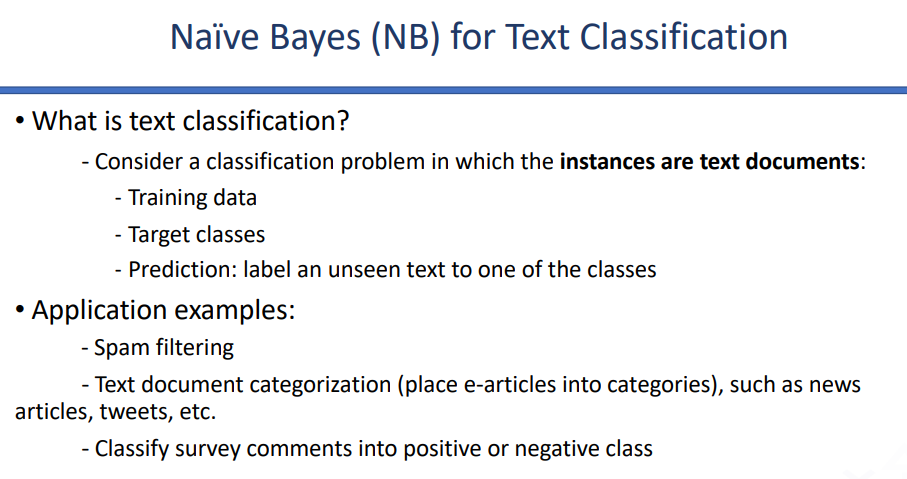 Naïve Bayes (NB) for Text Classification
• What is text classification?
- Consider a classification problem in which the instances are text documents:
- Training data
- Target classes
- Prediction: label an unseen text to one of the classes
• Application examples:
- Spam filtering
- Text document categorization (place e-articles into categories), such as news
articles, tweets, etc.
- Classify survey comments into positive or negative class